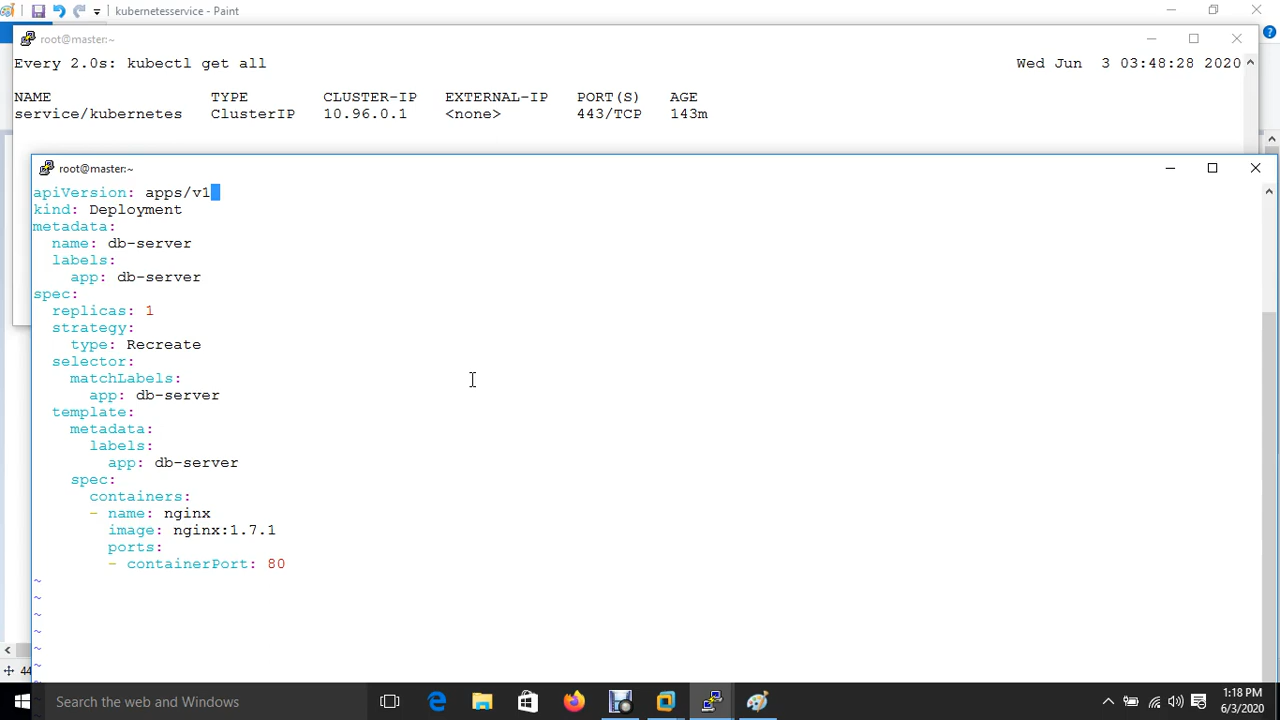 kubernetesservice - Paint
root@master:~
Every 2.0s: kubectl get all Wed Jun 3 03:48:28 2020
NAME TYPE CLUSTER-IP EXTERNAL-IP PORT(S) AGE
service/kubernetes ClusterIP 10.96.0.1 <none> 443/TCP 143m
root@master:~
apiVersion: apps/v1
kind: Deployment
metadata:
  name: db-server
  labels:
    app: db-server
spec:
  replicas: 1
  strategy:
    type: Recreate
  selector:
    matchLabels:
      app: db-server
  template:
    metadata:
      labels:
        app: db-server
    spec:
      containers:
      - name: nginx
        image: nginx:1.7.1
        ports:
        - containerPort: 80
~
~
~
~
~
~
44
Search the web and Windows
1:18 PM
6/3/2020